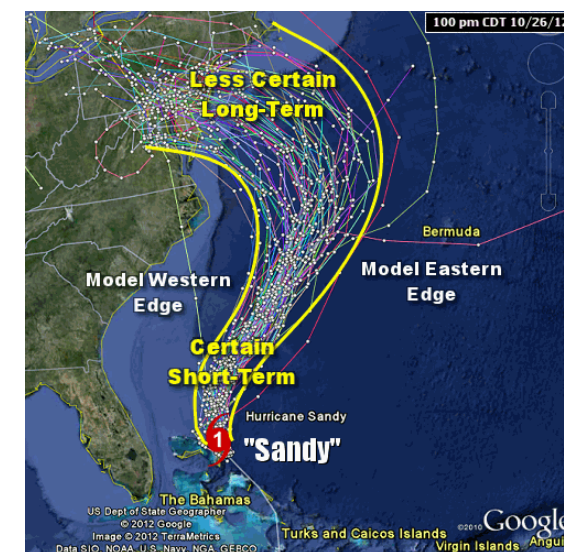 100 pm CDT 10/26/12
Less Certain
Long-Term
Bermuda
Model Western
Edge
Model Eastern
Edge
Certain
Short-Term
Hurricane Sandy
1
"Sandy"
The Bahamas
US Dept of State Geographer
© 2012 Google
Image © 2012 TerraMetrics
Data SIO, NOAA, U.S. Navy, NGA, GEBCO
Turks and Caicos Islands
©2010 Google
Virgin Islands